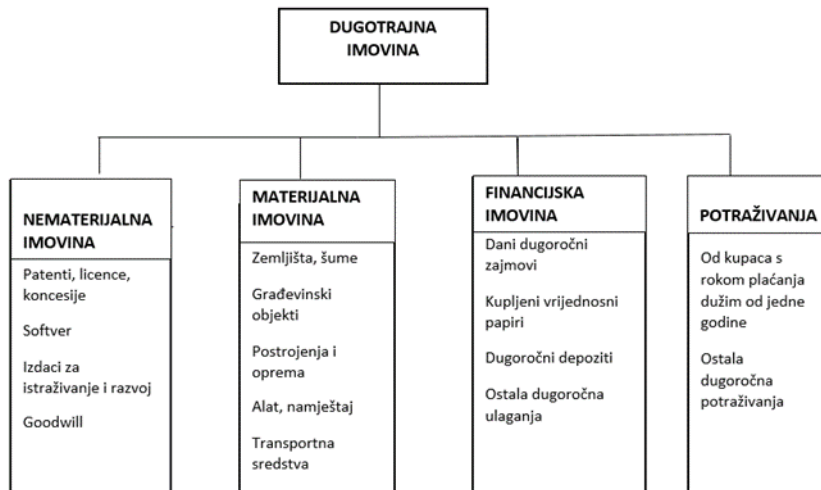 DUGOTRAJNA
IMOVINA
NEMATERIJALNA
IMOVINA
Patenti, licence,
koncesije
Softver
Izdaci za
istraživanje i razvoj
Goodwill
MATERIJALNA
IMOVINA
Zemljišta, šume
Građevinski
objekti
Postrojenja i
oprema
Alat, namještaj
Transportna
sredstva
FINANCIJSKA
IMOVINA
Dani dugoročni
zajmovi
Kupljeni vrijednosni
papiri
Dugoročni depoziti
Ostala dugoročna
ulaganja
POTRAŽIVANJA
Od kupaca s
rokom plaćanja
dužim od jedne
godine
Ostala
dugoročna
potraživanja